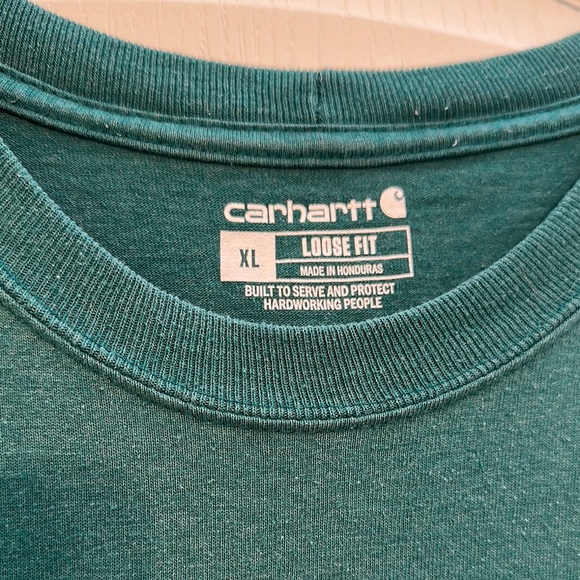 carhartt
XL LOOSE FIT
MADE IN HONDURAS
BUILT TO SERVE AND PROTECT
HARDWORKING PEOPLE